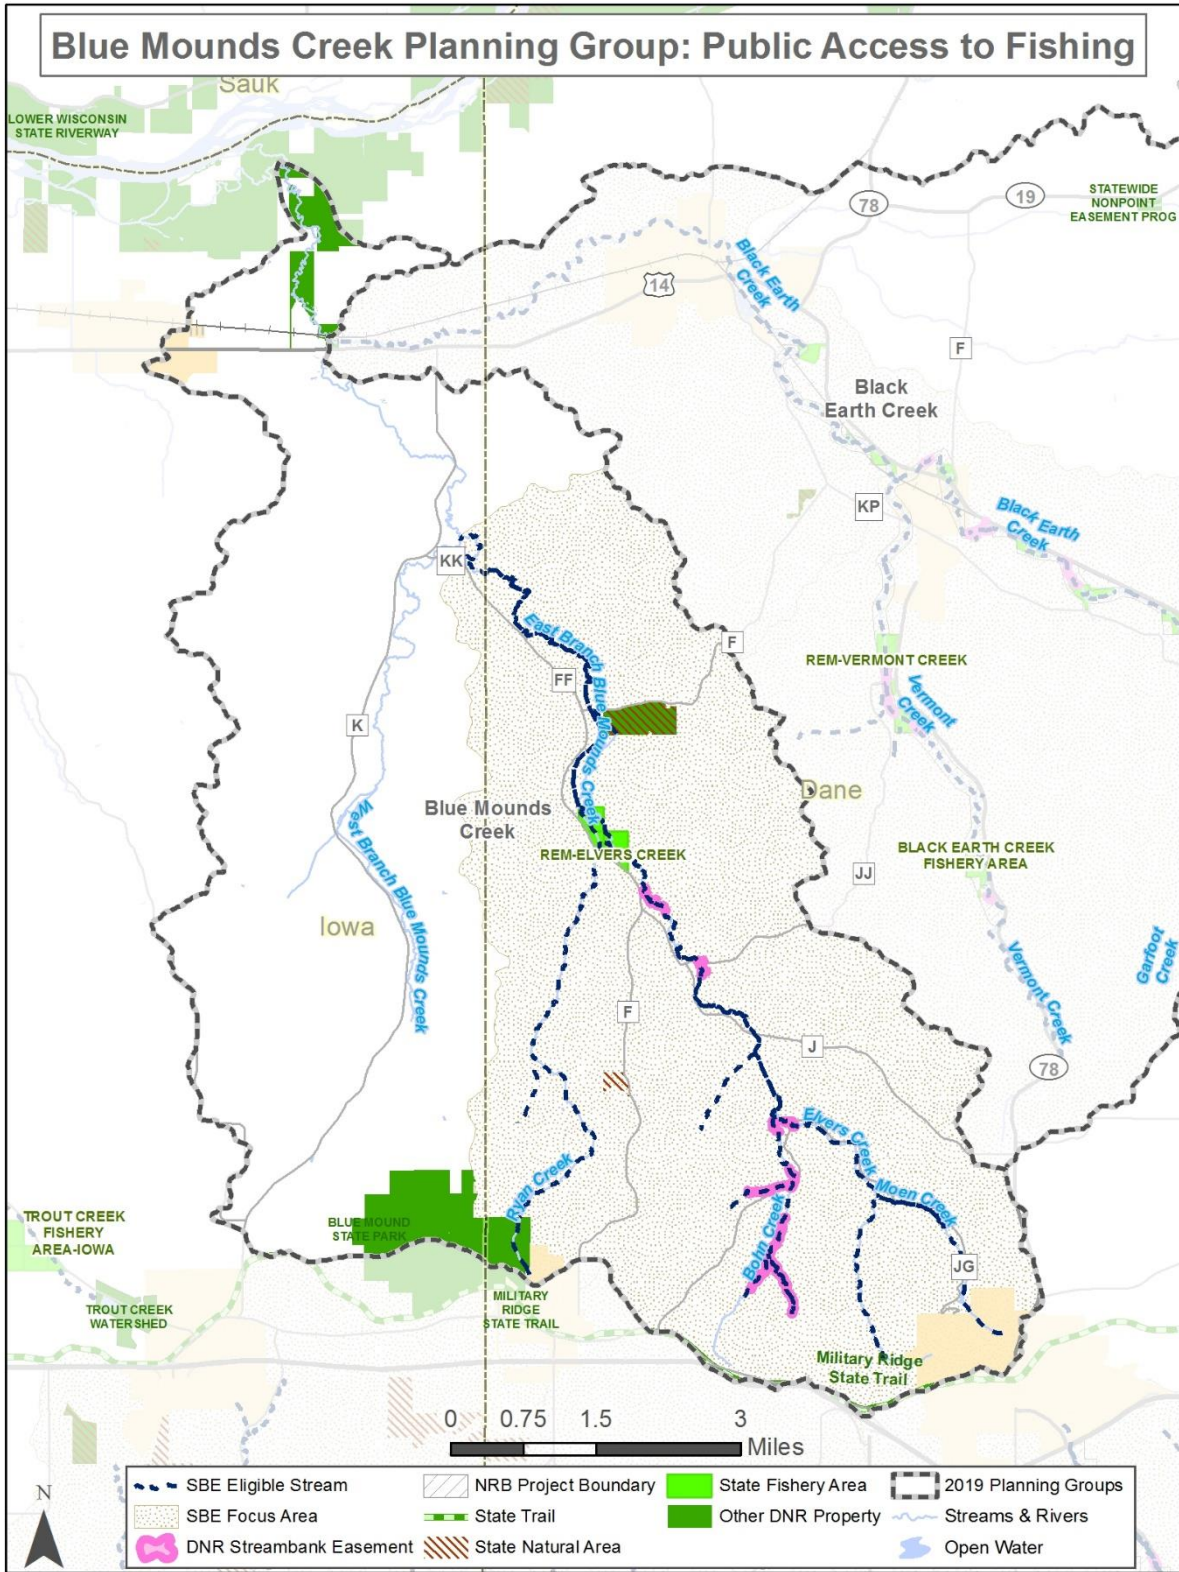 Blue Mounds Creek Planning Group: Public Access to Fishing
Sauk
LOWER WISCONSIN
STATE RIVERWAY
78
19
STATEWIDE
NONPOINT
EASEMENT PROG
Black Earth
Creek
14
F
Black
Earth Creek
KP
Black Earth
Creek
KK
East Branch Blue Mounds Creek
F
FF
REM-VERMONT CREEK
Vermont
Creek
K
Dane
Blue Mounds
Creek
West Branch Blue Mounds Creek
REM-ELVERS CREEK
BLACK EARTH CREEK
FISHERY AREA
JJ
Iowa
Garfoot
Creek
Vermont Creek
F
J
78
Elvers Creek
Ryan Creek
Moen Creek
Bohn Creek
TROUT CREEK
FISHERY
AREA-IOWA
BLUE MOUND
STATE PARK
JG
TROUT CREEK
WATERSHED
MILITARY
RIDGE
STATE TRAIL
Military Ridge
State Trail
0 0.75 1.5 3
Miles
N
SBE Eligible Stream
NRB Project Boundary
State Fishery Area
2019 Planning Groups
SBE Focus Area
State Trail
Other DNR Property
Streams & Rivers
DNR Streambank Easement
State Natural Area
Open Water